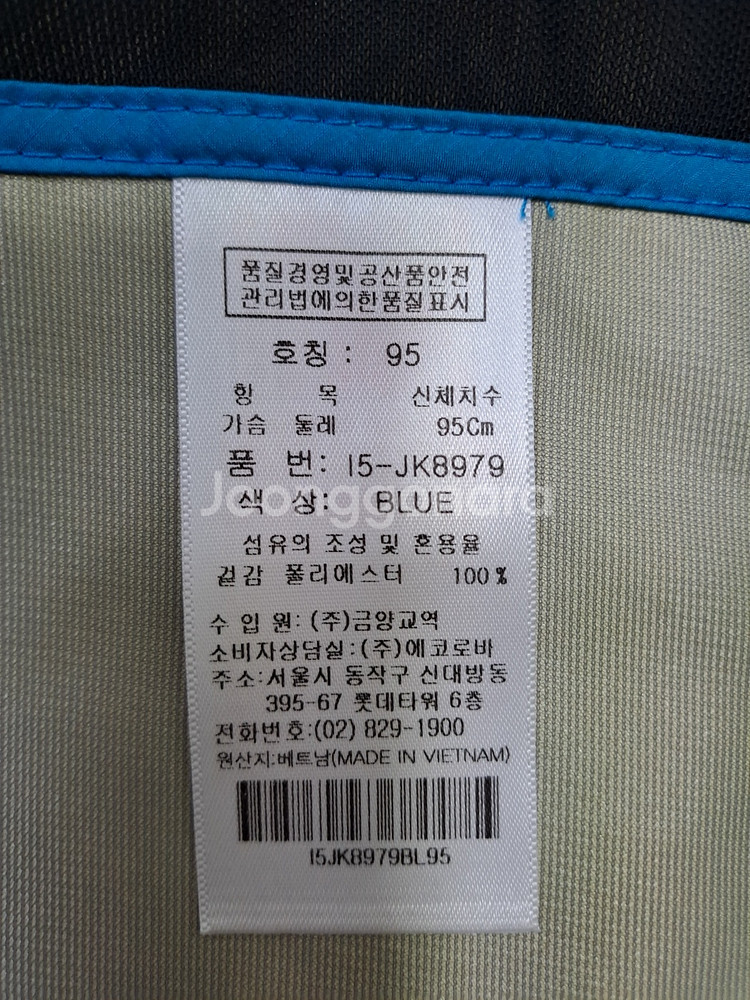 품질경영및공산품안전
관리법에의한품질표시
호칭 : 95
항 목 신체치수
가슴 둘레 95Cm
품 번: I5-JK8979
Joonggonara
색 상: BLUE
섬유의 조성 및 혼용율
겉감 폴리에스터 100%
수 입 원: (주)금양교역
소비자상담실:(주)에코로바
주소:서울시 동작구 신대방동
395-67 롯데타워 6층
전화번호:(02) 829-1900
원산지:베트남(MADE IN VIETNAM)
I5JK8979BL95